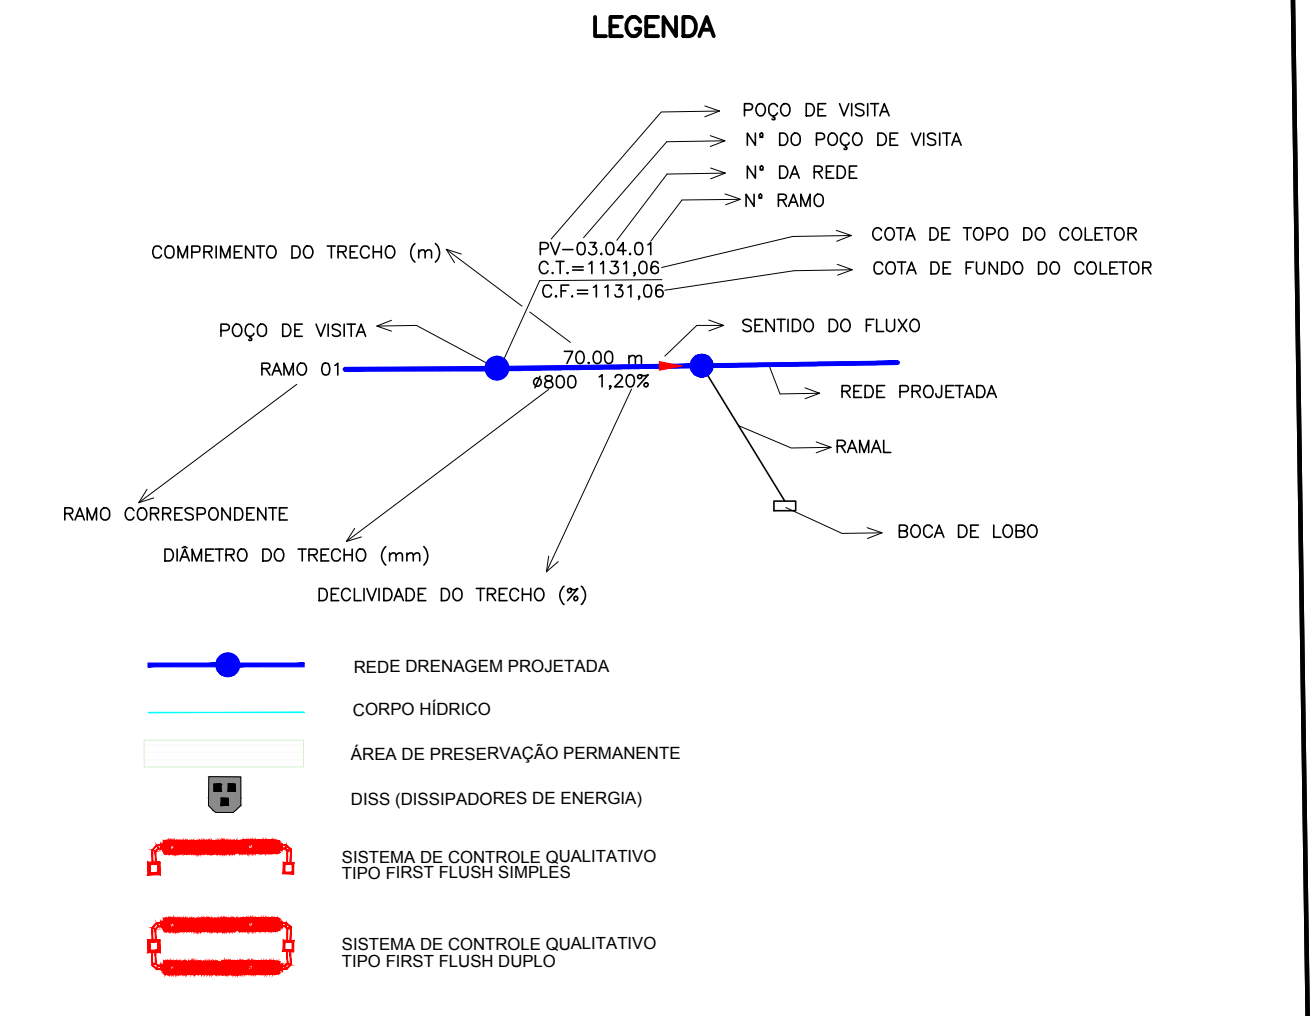 LEGENDA
POÇO DE VISITA
Nº DO POÇO DE VISITA
Nº DA REDE
Nº RAMO
PV-03.04.01
C.T.=1131,06
C.F.=1131,06
COTA DE TOPO DO COLETOR
COTA DE FUNDO DO COLETOR
COMPRIMENTO DO TRECHO (m)
POÇO DE VISITA
SENTIDO DO FLUXO
RAMO 01
70.00 m
ø800 1,20%
REDE PROJETADA
RAMAL
RAMO CORRESPONDENTE
BOCA DE LOBO
DIÂMETRO DO TRECHO (mm)
DECLIVIDADE DO TRECHO (%)
REDE DRENAGEM PROJETADA
CORPO HÍDRICO
ÁREA DE PRESERVAÇÃO PERMANENTE
DISS (DISSIPADORES DE ENERGIA)
SISTEMA DE CONTROLE QUALITATIVO
TIPO FIRST FLUSH SIMPLES
SISTEMA DE CONTROLE QUALITATIVO
TIPO FIRST FLUSH DUPLO